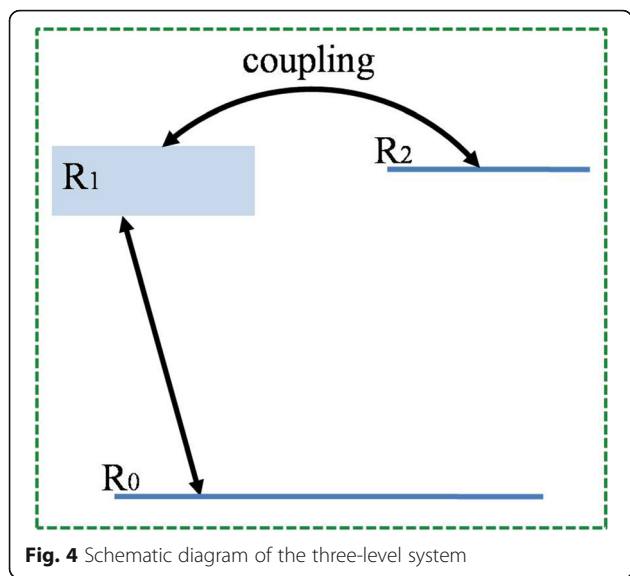 coupling
R2
R1
R0
Fig. 4 Schematic diagram of the three-level system